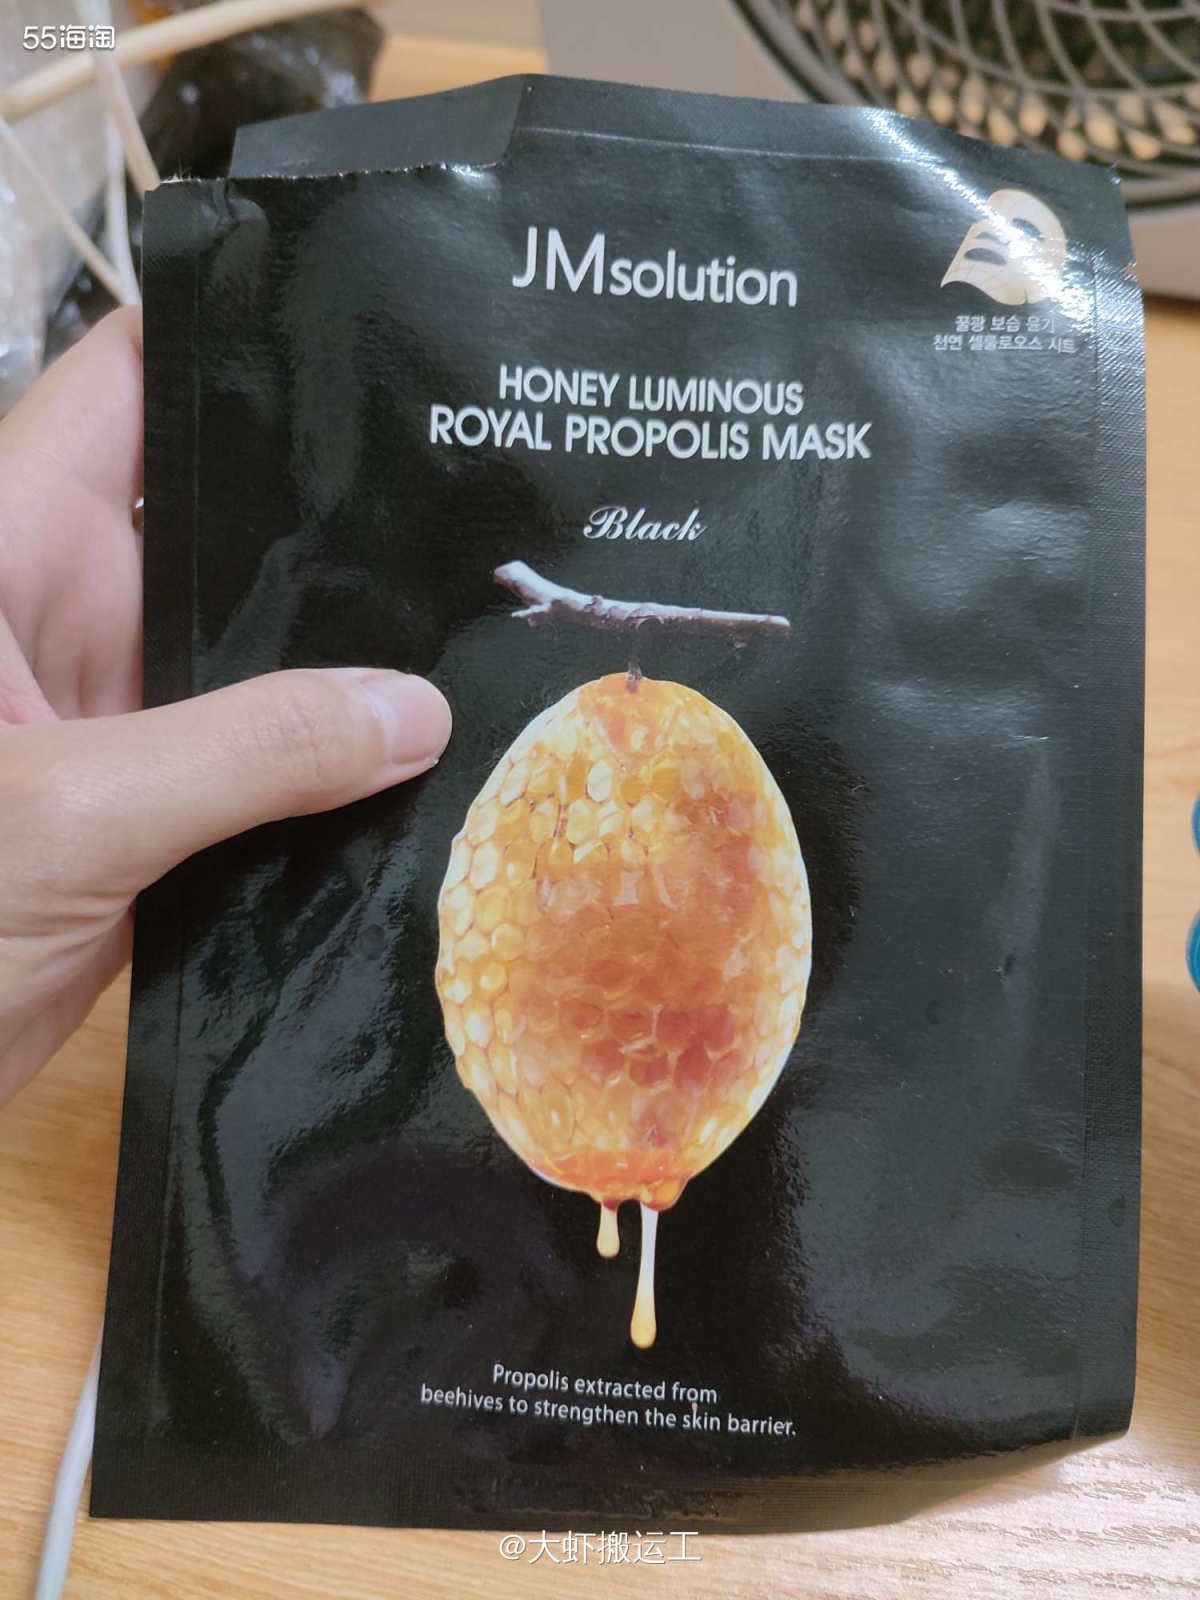 55海淘
JMsolution
꿀광 보습 윤기
천연 셀룰로오스 시트
HONEY LUMINOUS
ROYAL PROPOLIS MASK
Black
Propolis extracted from
beehives to strengthen the skin barrier.
@大虾搬运工